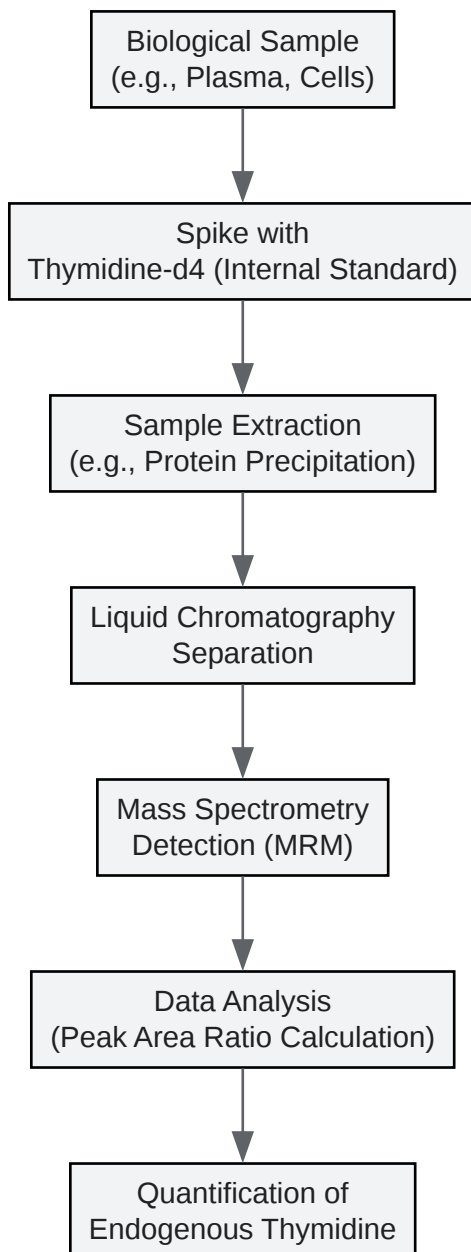 Biological Sample
(e.g., Plasma, Cells)
Spike with
Thymidine-d4 (Internal Standard)
Sample Extraction
(e.g., Protein Precipitation)
Liquid Chromatography
Separation
Mass Spectrometry
Detection (MRM)
Data Analysis
(Peak Area Ratio Calculation)
Quantification of
Endogenous Thymidine